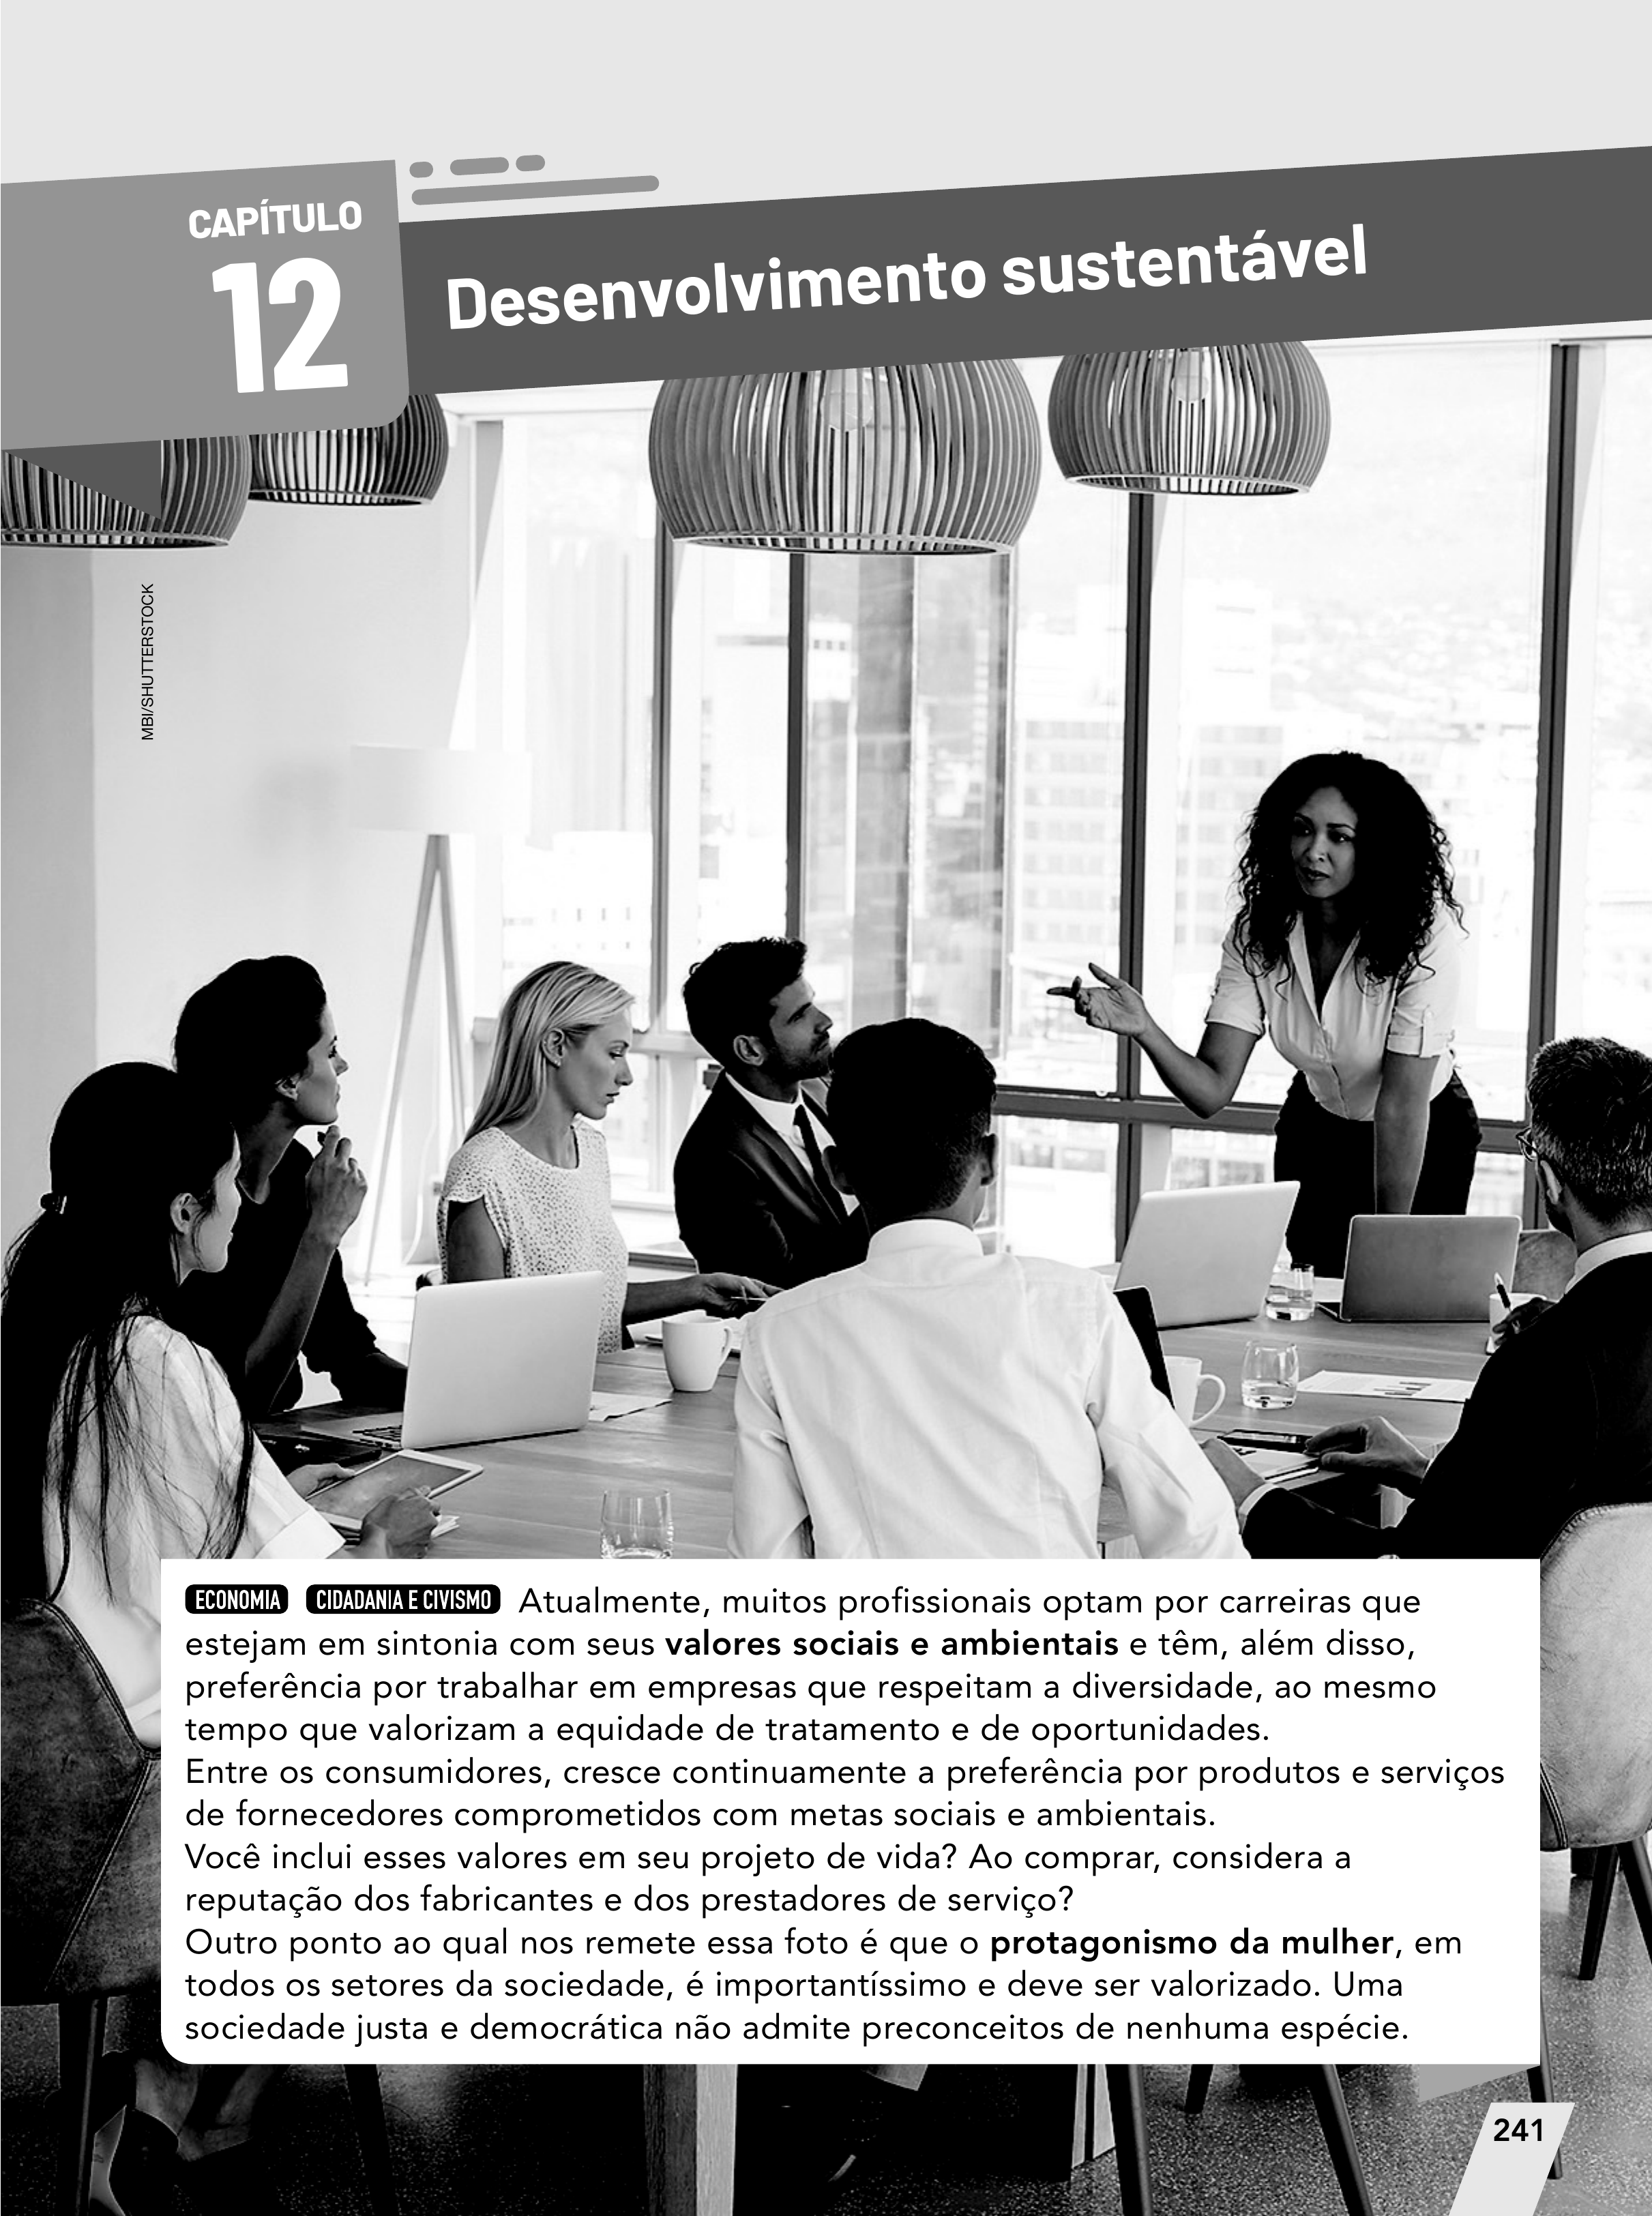 CAPÍTULO
12
Desenvolvimento sustentável
MBI/SHUTTERSTOCK
ECONOMIA CIDADANIA E CIVISMO Atualmente, muitos profissionais optam por carreiras que
estejam em sintonia com seus valores sociais e ambientais e têm, além disso,
preferência por trabalhar em empresas que respeitam a diversidade, ao mesmo
tempo que valorizam a equidade de tratamento e de oportunidades.
Entre os consumidores, cresce continuamente a preferência por produtos e serviços
de fornecedores comprometidos com metas sociais e ambientais.
Você inclui esses valores em seu projeto de vida? Ao comprar, considera a
reputação dos fabricantes e dos prestadores de serviço?
Outro ponto ao qual nos remete essa foto é que o protagonismo da mulher, em
todos os setores da sociedade, é importantíssimo e deve ser valorizado. Uma
sociedade justa e democrática não admite preconceitos de nenhuma espécie.
241